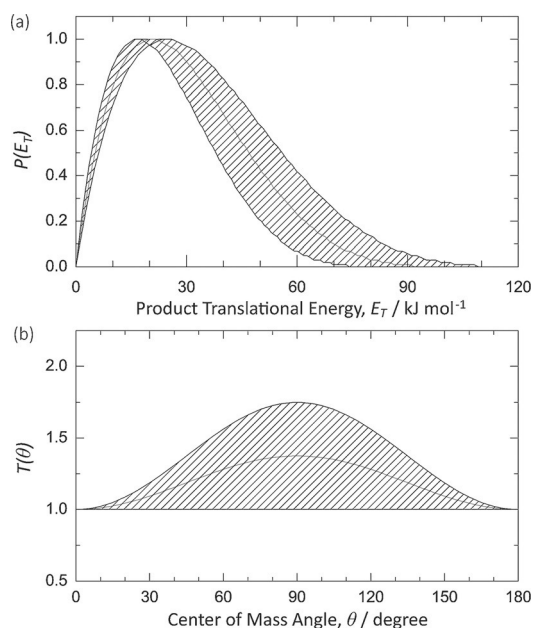 (a)
1.0
0.8
0.6
0.4
0.2
0.0
P(E_T)
0 30 60 90 120
Product Translational Energy, E_T / kJ mol⁻¹
(b)
2.0
1.5
1.0
0.5
T(θ)
0 30 60 90 120 150 180
Center of Mass Angle, θ / degree